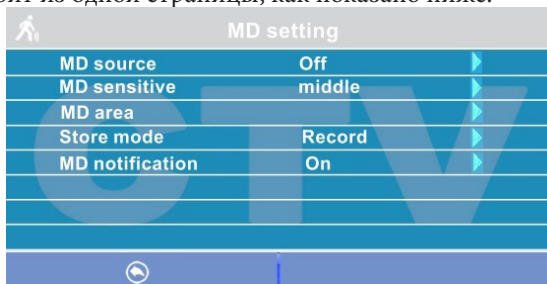 из одной страницы, как показано ниже.
MD setting
MD source Off
MD sensitive middle
MD area
Store mode Record
MD notification On
CTV